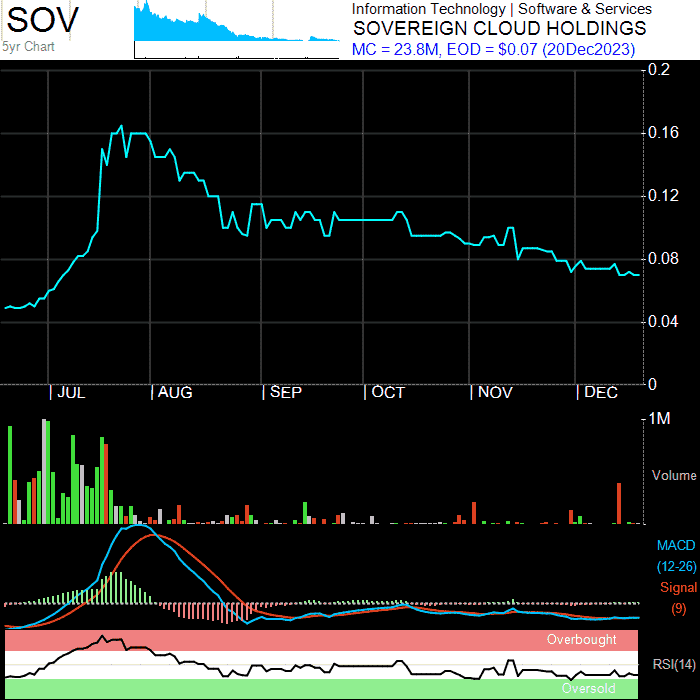 SOV
5yr Chart
Information Technology | Software & Services
SOVEREIGN CLOUD HOLDINGS
MC = 23.8M, EOD = $0.07 (20Dec2023)
0.2
0.16
0.12
0.08
0.04
0
| JUL | AUG | SEP | OCT | NOV | DEC
1M
Volume
MACD
(12-26)
Signal
(9)
Overbought
RSI(14)
Oversold